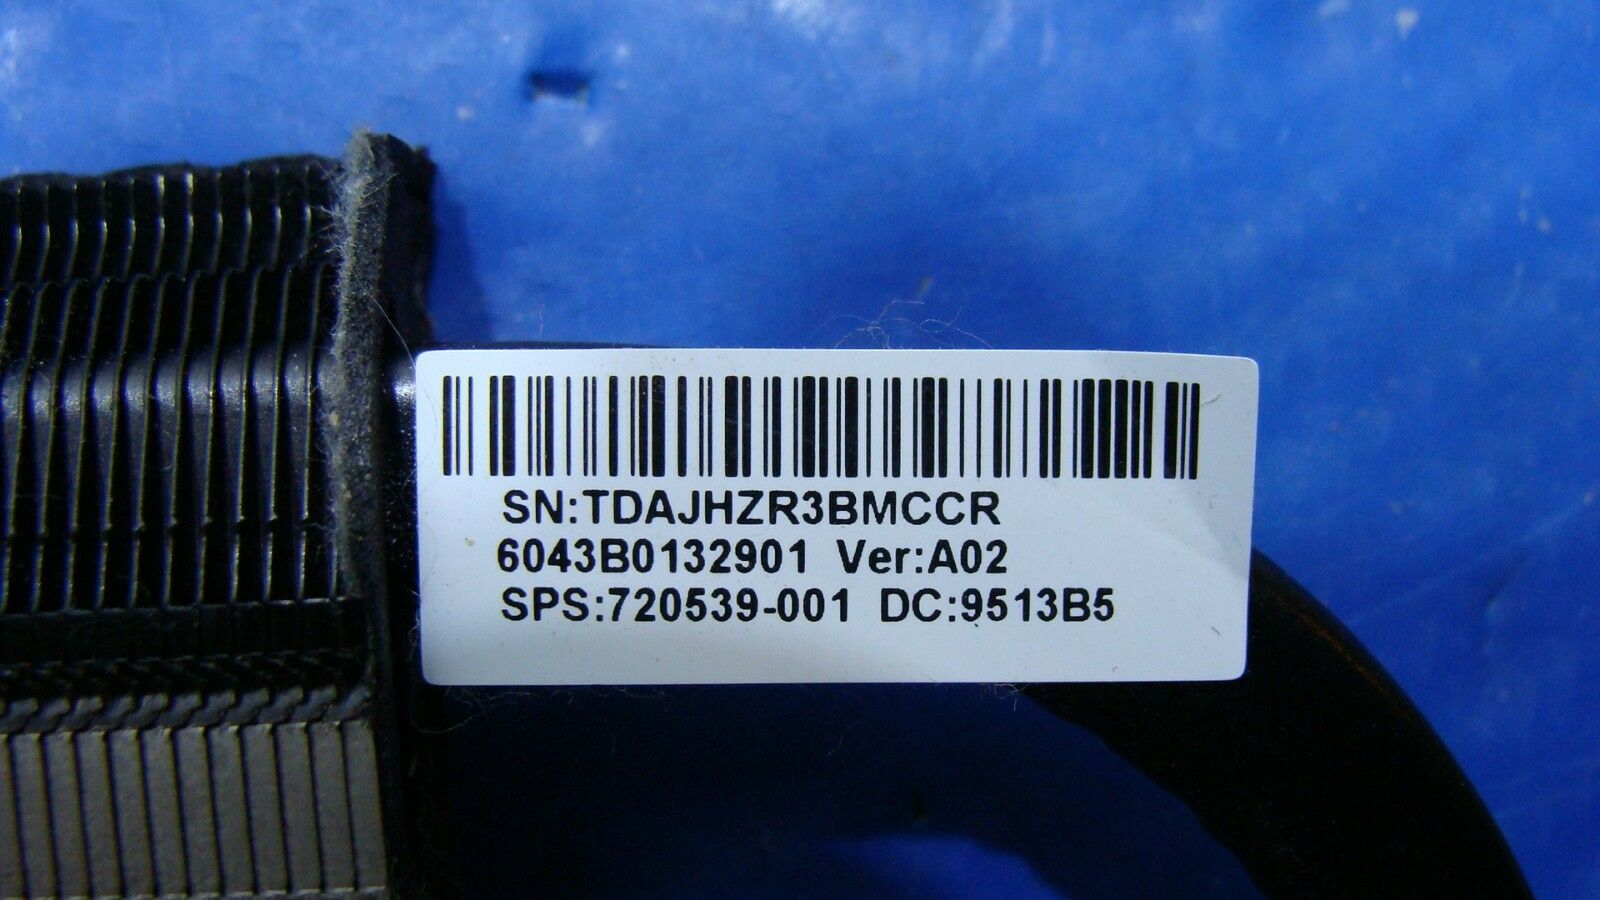 SN:TDAJHZR3BMCCR
6043B0132901 Ver:A02
SPS:720539-001 DC:9513B5